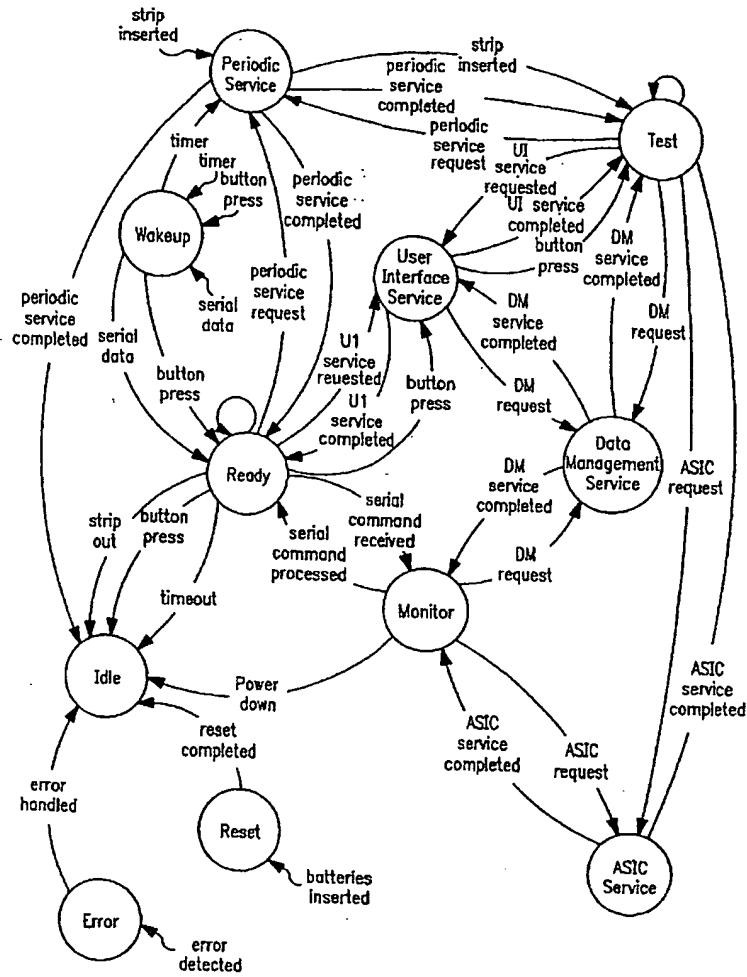 strip
inserted
Periodic
Service
strip
inserted
periodic
service
completed
periodic
service
request
Test
timer
timer
button
press
periodic
service
completed
UI
service
requested
UI service
completed
button
press
Wakeup
User
Interface
Service
DM
service
completed
periodic
service
completed
serial
data
serial
data
periodic
service
request
DM
service
completed
DM
request
button
press
U1
service
reuested
U1
service
completed
button
press
DM
request
Ready
Data
Management
Service
ASIC
request
strip
out
button
press
serial
command
received
DM
service
completed
serial
command
processed
DM
request
timeout
Monitor
Idle
Power
down
ASIC
service
completed
reset
completed
ASIC
service
completed
ASIC
request
error
handled
Reset
batteries
inserted
ASIC
Service
Error
error
detected